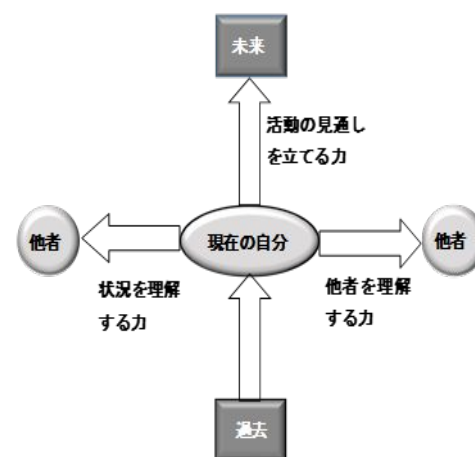 未来
活動の見通し
を立てる力
他者
現在の自分
他者
状況を理解
する力
他者を理解
する力
過去